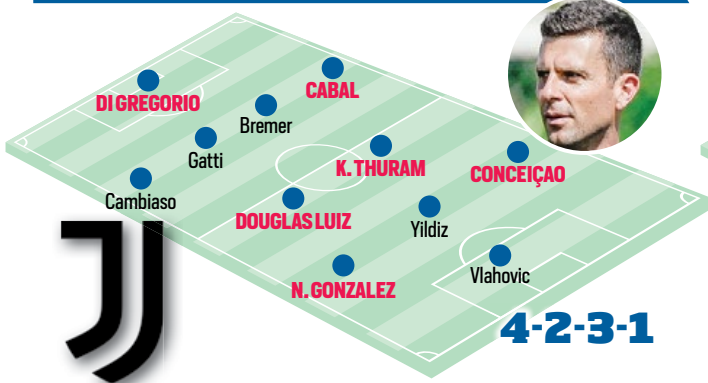 DI GREGORIO
CABAL
Bremer
Gatti
K. THURAM
CONCEIÇAO
Cambiaso
DOUGLAS LUIZ
Yildiz
N. GONZALEZ
Vlahovic
4-2-3-1